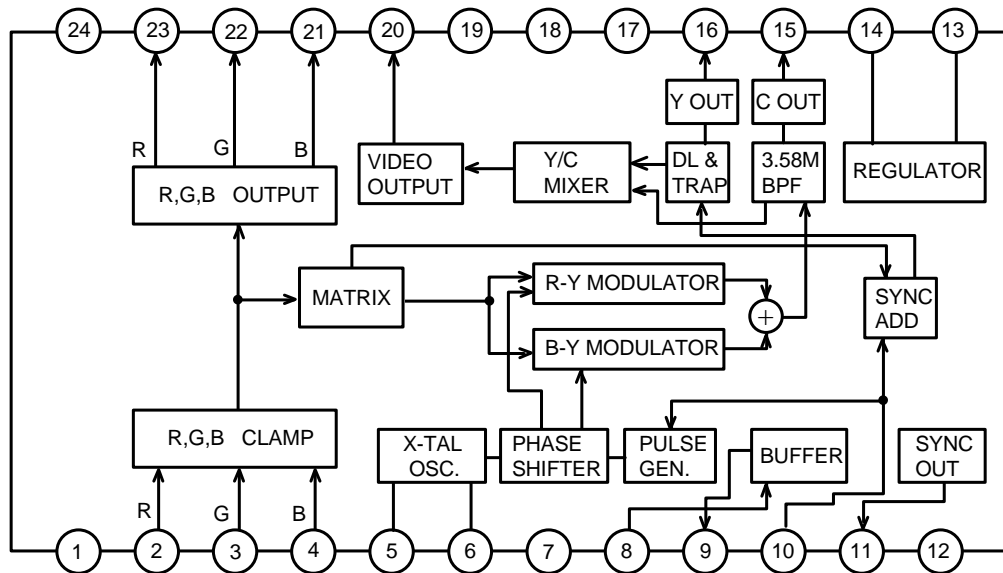 24 23 22 21 20 19 18 17 16 15 14 13
Y OUT
C OUT
R
G
B
VIDEO
OUTPUT
Y/C
MIXER
DL &
TRAP
3.58M
BPF
REGULATOR
R,G,B OUTPUT
MATRIX
R-Y MODULATOR
+
SYNC
ADD
B-Y MODULATOR
R,G,B CLAMP
X-TAL
OSC.
PHASE
SHIFTER
PULSE
GEN.
BUFFER
SYNC
OUT
R
G
B
1 2 3 4 5 6 7 8 9 10 11 12